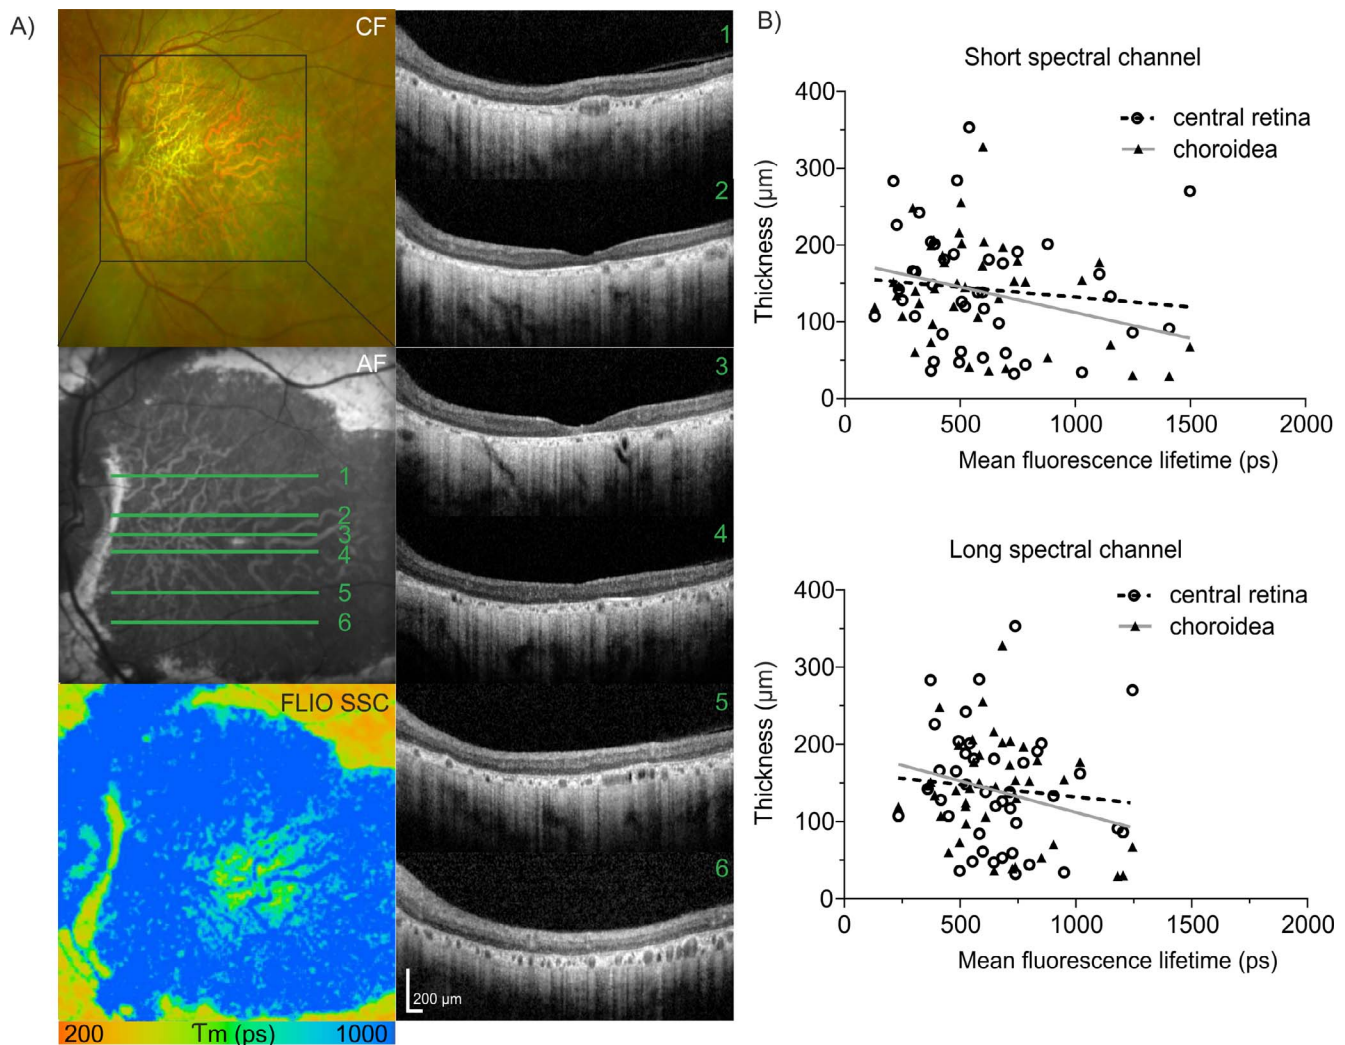 A)
CF
1
2
AF
1
2
3
4
5
6
3
4
FLIO SSC
200 Tm (ps) 1000
5
6
200 µm
B)
Short spectral channel
central retina
choroidea
Thickness (µm)
400
300
200
100
0
0 500 1000 1500 2000
Mean fluorescence lifetime (ps)
Long spectral channel
central retina
choroidea
Thickness (µm)
400
300
200
100
0
0 500 1000 1500 2000
Mean fluorescence lifetime (ps)